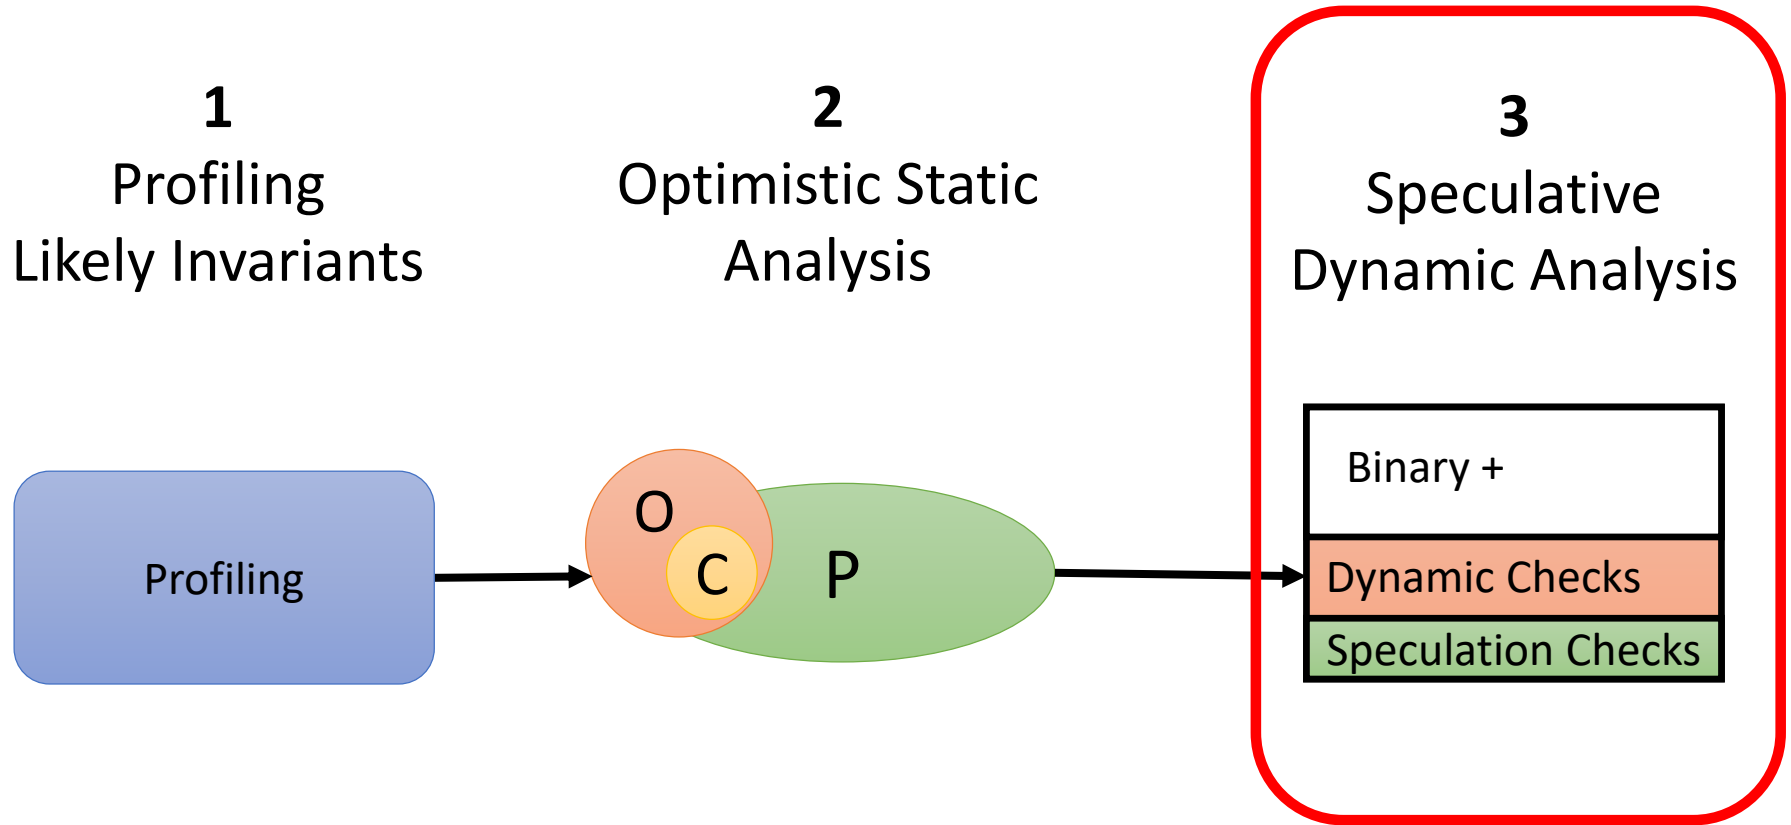 1
Profiling
Likely Invariants
2
Optimistic Static
Analysis
3
Speculative
Dynamic Analysis
Profiling
O
C
P
Binary +
Dynamic Checks
Speculation Checks